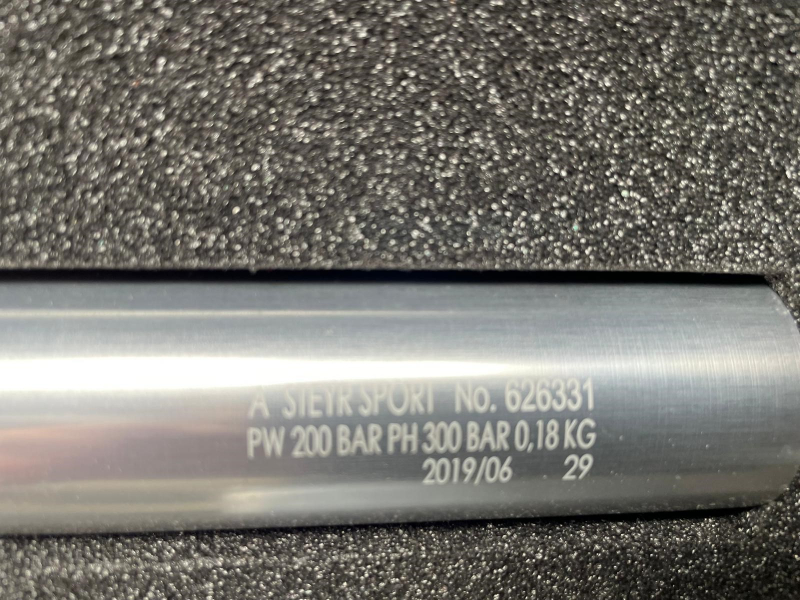 A STEYR SPORT No. 626331
PW 200 BAR PH 300 BAR 0,18 KG
2019/06 29